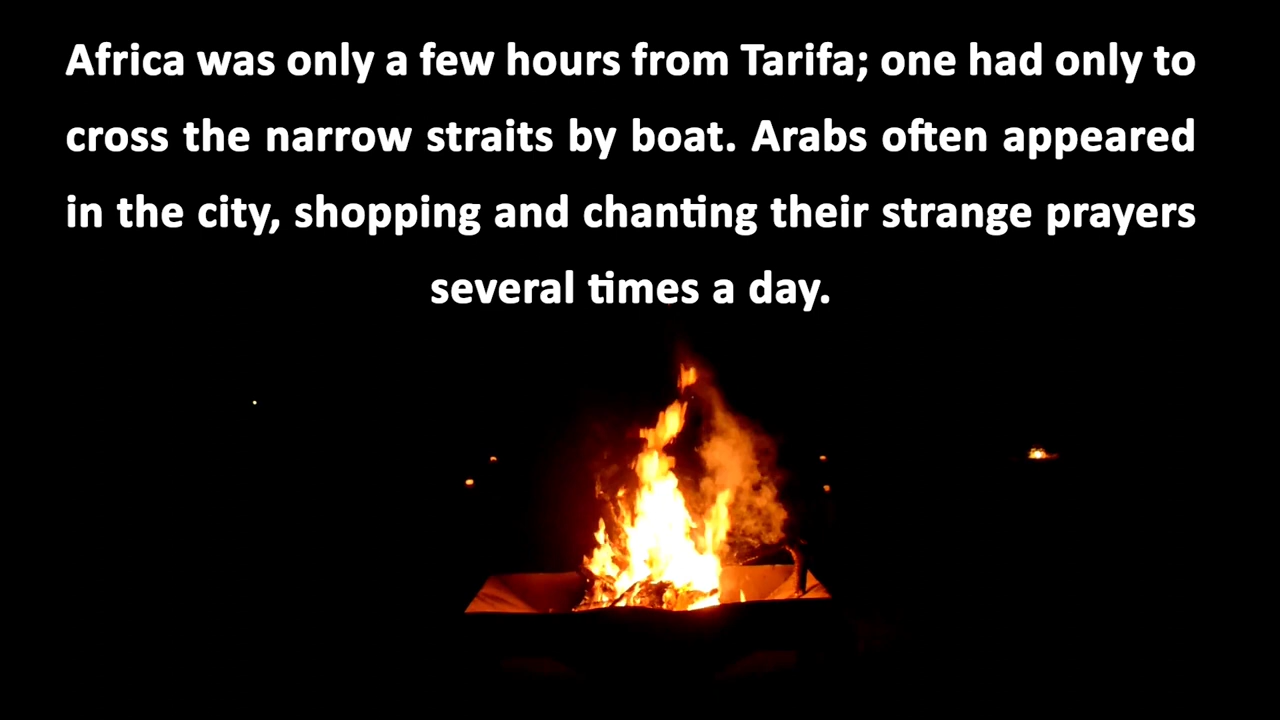 Africa was only a few hours from Tarifa; one had only to
cross the narrow straits by boat. Arabs often appeared
in the city, shopping and chanting their strange prayers
several times a day.